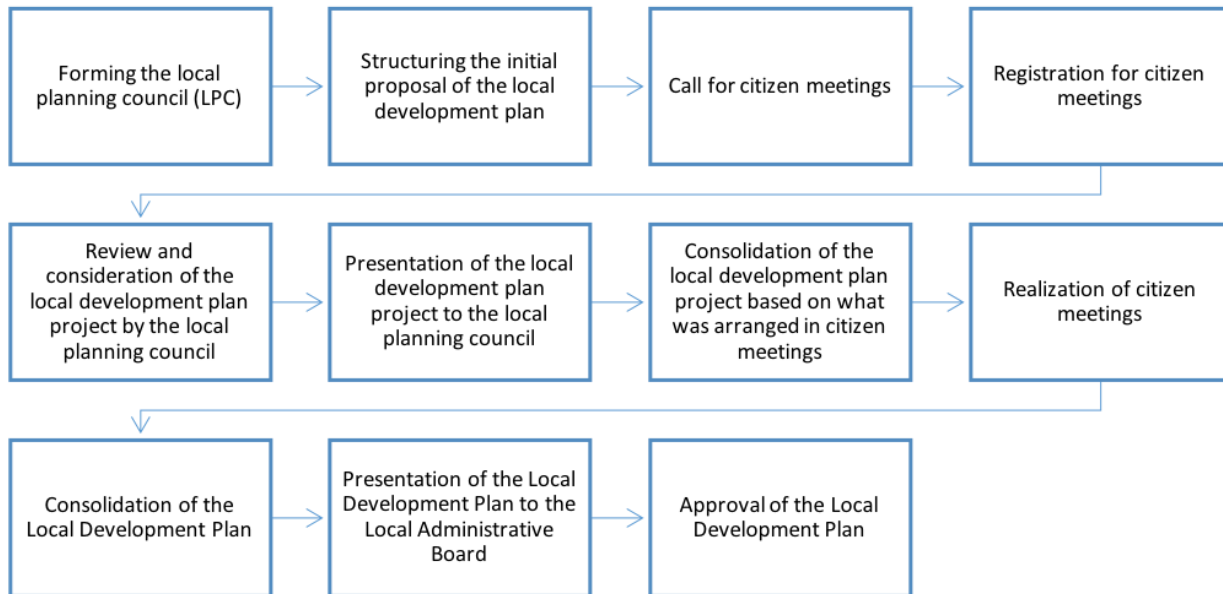 Forming the local
planning council (LPC)
Structuring the initial
proposal of the local
development plan
Call for citizen meetings
Registration for citizen
meetings
Review and
consideration of the
local development plan
project by the local
planning council
Presentation of the local
development plan
project to the local
planning council
Consolidation of the
local development plan
project based on what
was arranged in citizen
meetings
Realization of citizen
meetings
Consolidation of the
Local Development Plan
Presentation of the Local
Development Plan to the
Local Administrative
Board
Approval of the Local
Development Plan